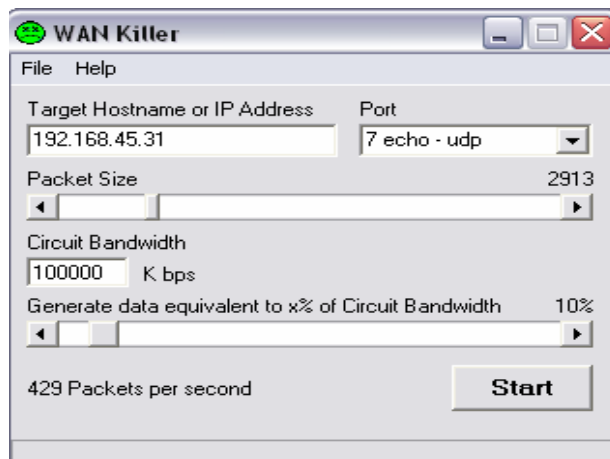 WAN Killer
File Help
Target Hostname or IP Address Port
192.168.45.31 7 echo - udp
Packet Size 2913
Circuit Bandwidth
100000 K bps
Generate data equivalent to x% of Circuit Bandwidth 10%
429 Packets per second Start